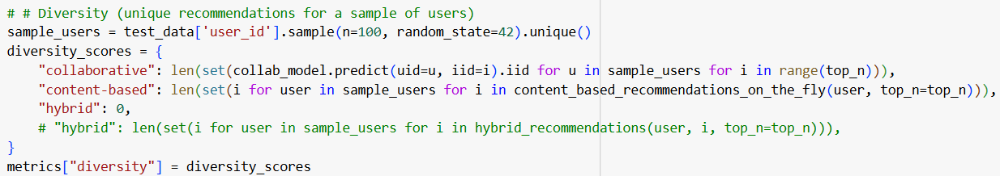 # # Diversity (unique recommendations for a sample of users)
sample_users = test_data['user_id'].sample(n=100, random_state=42).unique()
diversity_scores = {
    "collaborative": len(set(collab_model.predict(uid=u, iid=i).iid for u in sample_users for i in range(top_n))),
    "content-based": len(set(i for user in sample_users for i in content_based_recommendations_on_the_fly(user, top_n=top_n))),
    "hybrid": 0,
    # "hybrid": len(set(i for user in sample_users for i in hybrid_recommendations(user, i, top_n=top_n))),
}
metrics["diversity"] = diversity_scores